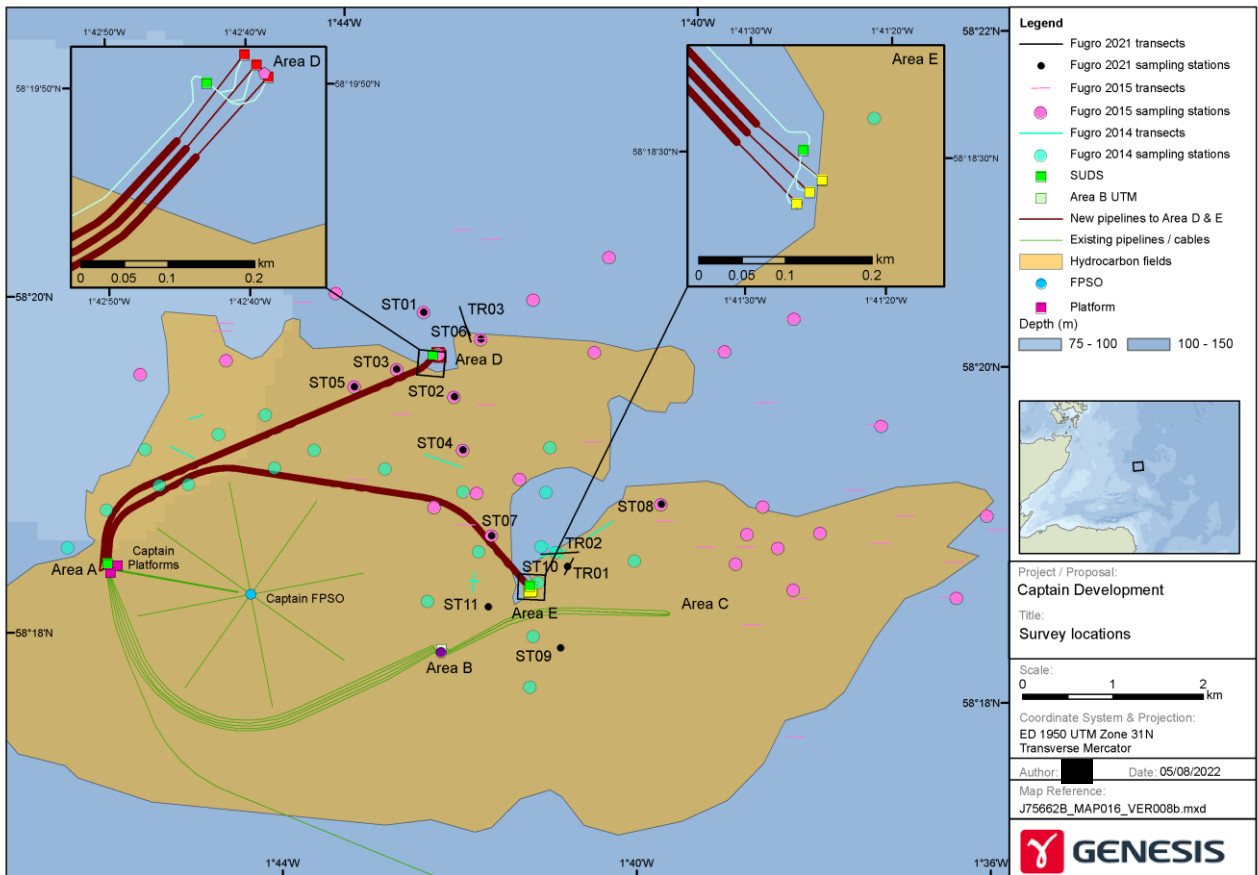 1°44'W
1°40'W
58°22'N
1°42'50"W
1°42'40"W
Area D
58°19'50"N
58°19'50"N
km
0 0.05 0.1 0.2
1°42'50"W
1°42'40"W
1°41'30"W
1°41'20"W
Area E
58°18'30"N
58°18'30"N
km
0 0.05 0.1 0.2
1°41'30"W
1°41'20"W
58°20'N
ST01
TR03
ST06
Area D
58°20'N
ST03
ST05
ST02
ST04
ST08
ST07
TR02
ST10
TR01
Area A
Captain
Platforms
Captain FPSO
ST11
Area E
Area C
58°18'N
Area B
ST09
58°18'N
1°44'W
1°40'W
1°36'W
Legend
Fugro 2021 transects
Fugro 2021 sampling stations
Fugro 2015 transects
Fugro 2015 sampling stations
Fugro 2014 transects
Fugro 2014 sampling stations
SUDS
Area B UTM
New pipelines to Area D & E
Existing pipelines / cables
Hydrocarbon fields
FPSO
Platform
Depth (m)
75 - 100 100 - 150
Project / Proposal:
Captain Development
Title:
Survey locations
Scale:
0 1 2
km
Coordinate System & Projection:
ED 1950 UTM Zone 31N
Transverse Mercator
Author: Date: 05/08/2022
Map Reference:
J75662B_MAP016_VER008b.mxd
GENESIS